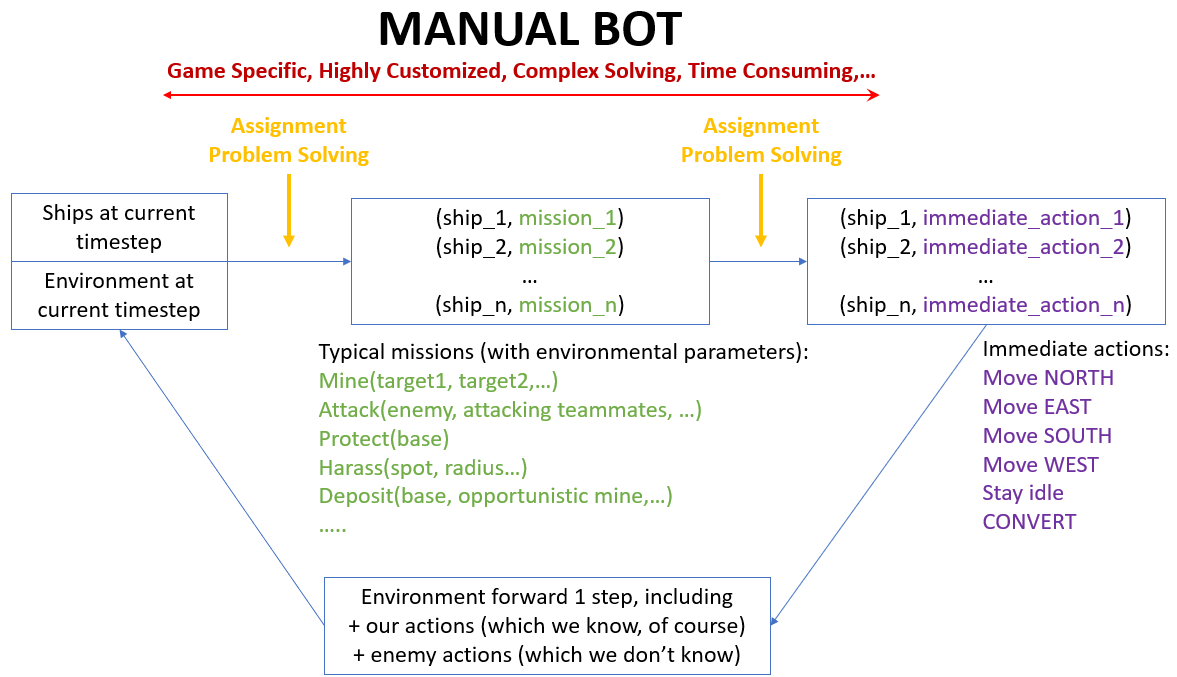 MANUAL BOT
Game Specific, Highly Customized, Complex Solving, Time Consuming,…
Assignment
Problem Solving
Assignment
Problem Solving
Ships at current
timestep
Environment at
current timestep
(ship_1, mission_1)
(ship_2, mission_2)
…
(ship_n, mission_n)
(ship_1, immediate_action_1)
(ship_2, immediate_action_2)
…
(ship_n, immediate_action_n)
Typical missions (with environmental parameters):
Mine(target1, target2,…)
Attack(enemy, attacking teammates, …)
Protect(base)
Harass(spot, radius…)
Deposit(base, opportunistic mine,…)
…..
Immediate actions:
Move NORTH
Move EAST
Move SOUTH
Move WEST
Stay idle
CONVERT
Environment forward 1 step, including
+ our actions (which we know, of course)
+ enemy actions (which we don’t know)